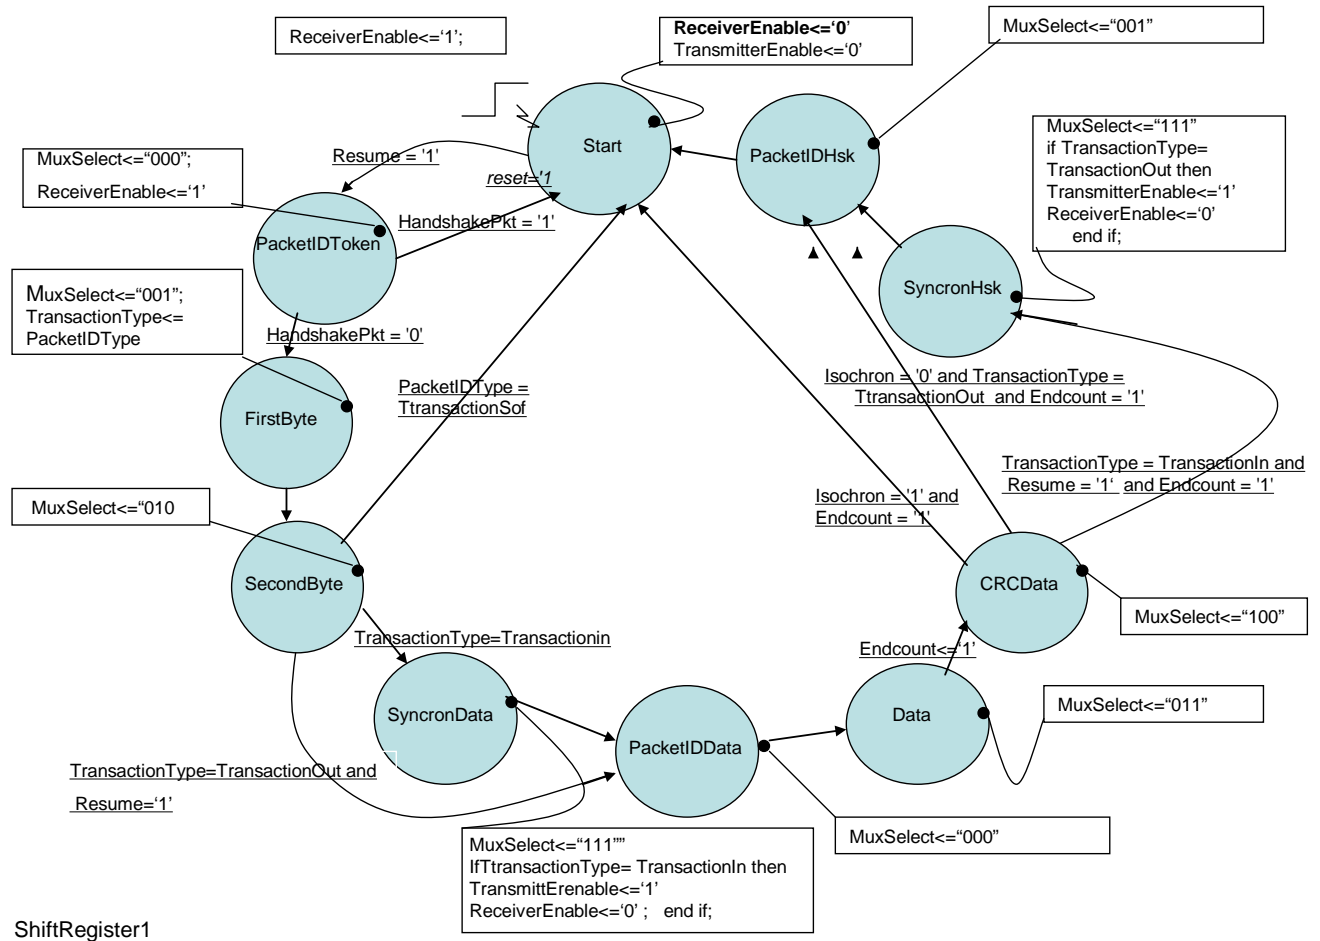 ReceiverEnable<=‘1’;
ReceiverEnable<=‘0’
TransmitterEnable<=‘0’
MuxSelect<=“001”
Start
PacketIDHsk
MuxSelect<=“111”
if TransactionType=
TransactionOut then
TransmitterEnable<=‘1’
ReceiverEnable<=‘0’
end if;
MuxSelect<=“000”;
ReceiverEnable<=‘1’
Resume = '1'
reset='1
HandshakePkt = '1'
PacketIDToken
SyncronHsk
MuxSelect<=“001”;
TransactionType<=
PacketIDType
HandshakePkt = '0'
FirstByte
PacketIDType =
TtransactionSof
Isochron = '0' and TransactionType =
TtransactionOut and Endcount = '1'
TransactionType = TransactionIn and
Resume = '1‘ and Endcount = '1'
Isochron = '1' and
Endcount = '1'
MuxSelect<=“010
SecondByte
CRCData
MuxSelect<=“100”
TransactionType=Transactionin
Endcount<='1'
SyncronData
PacketIDData
Data
MuxSelect<=“011”
TransactionType=TransactionOut and
Resume=‘1’
MuxSelect<=“111””
IfTtransactionType= TransactionIn then
TransmittErenable<=‘1’
ReceiverEnable<=‘0’ ; end if;
MuxSelect<=“000”
ShiftRegister1